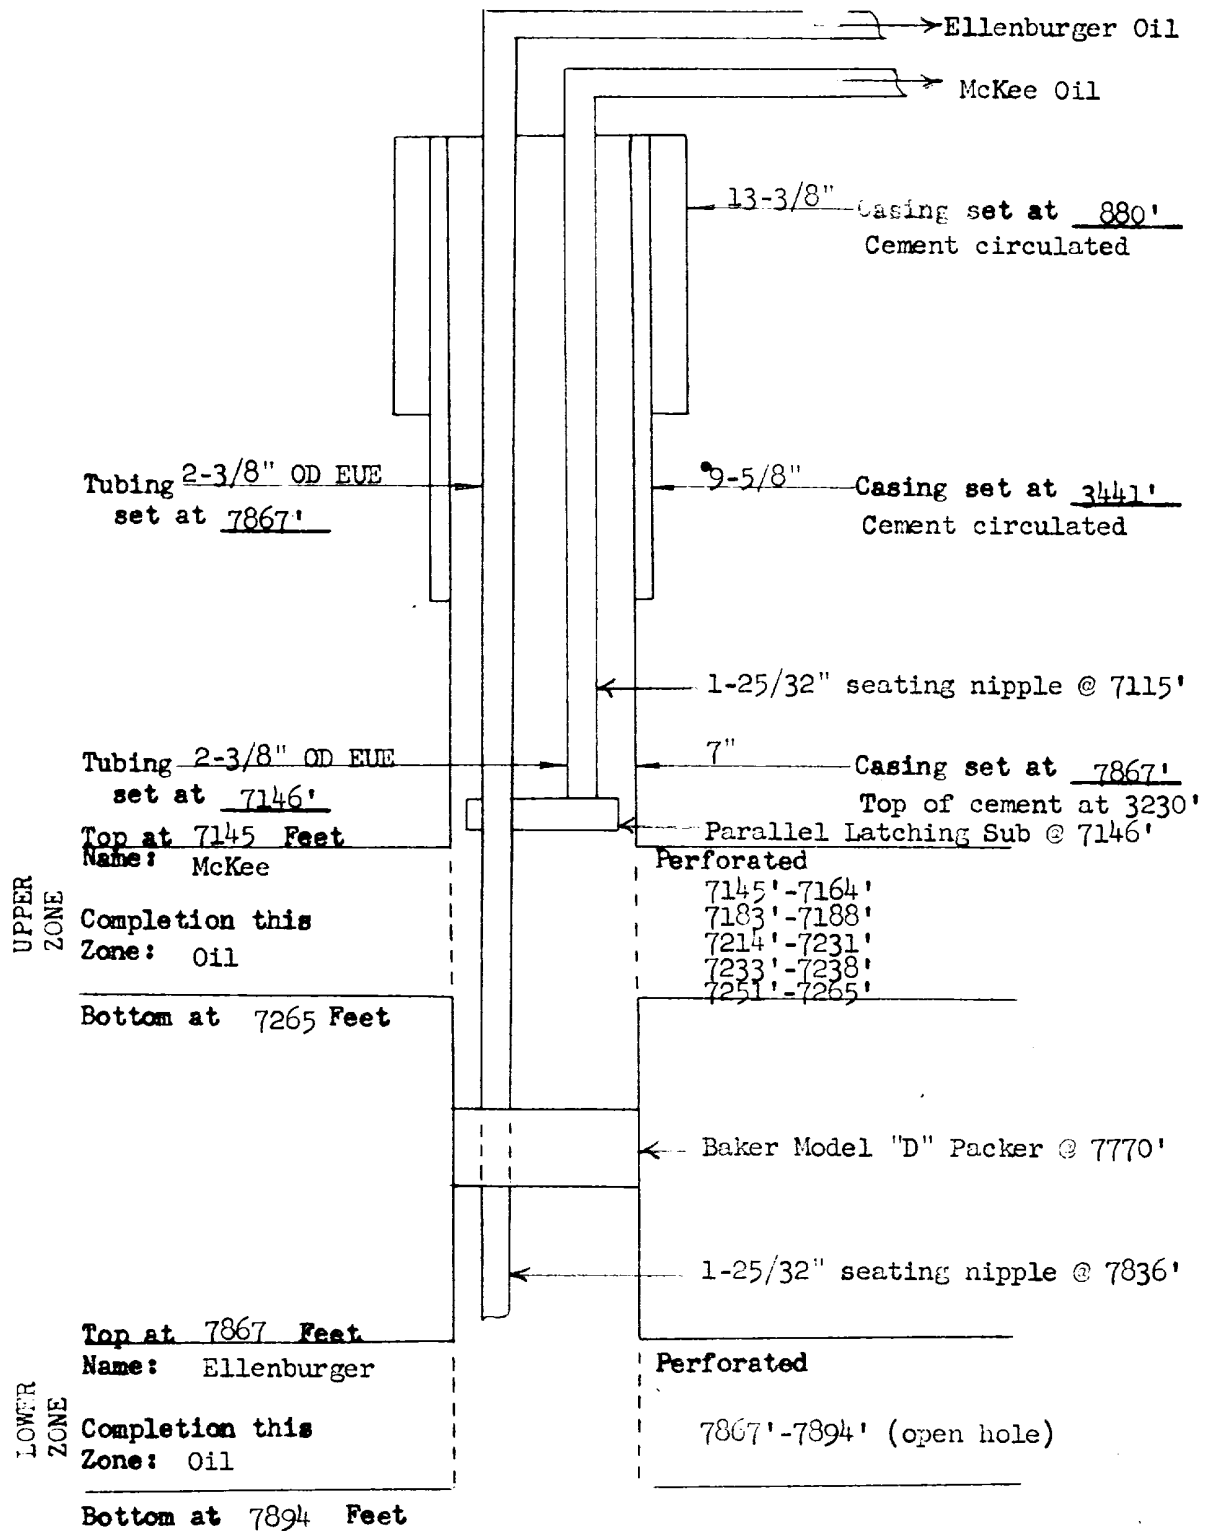 Ellenburger Oil
McKee Oil
13-3/8" Casing set at 880'
Cement circulated
Tubing 2-3/8" OD EUE
set at 7867'
9-5/8" Casing set at 3441'
Cement circulated
1-25/32" seating nipple @ 7115'
Tubing 2-3/8" OD EUE
set at 7146'
7" Casing set at 7867'
Top of cement at 3230'
Parallel Latching Sub @ 7146'
Top at 7145 Feet
Name: McKee
UPPER
ZONE
Completion this
Zone: Oil
Perforated
7145'-7164'
7183'-7188'
7214'-7231'
7233'-7238'
7251'-7265'
Bottom at 7265 Feet
Baker Model "D" Packer @ 7770'
1-25/32" seating nipple @ 7836'
Top at 7867 Feet
Name: Ellenburger
LOWER
ZONE
Completion this
Zone: Oil
Perforated
7867'-7894' (open hole)
Bottom at 7894 Feet